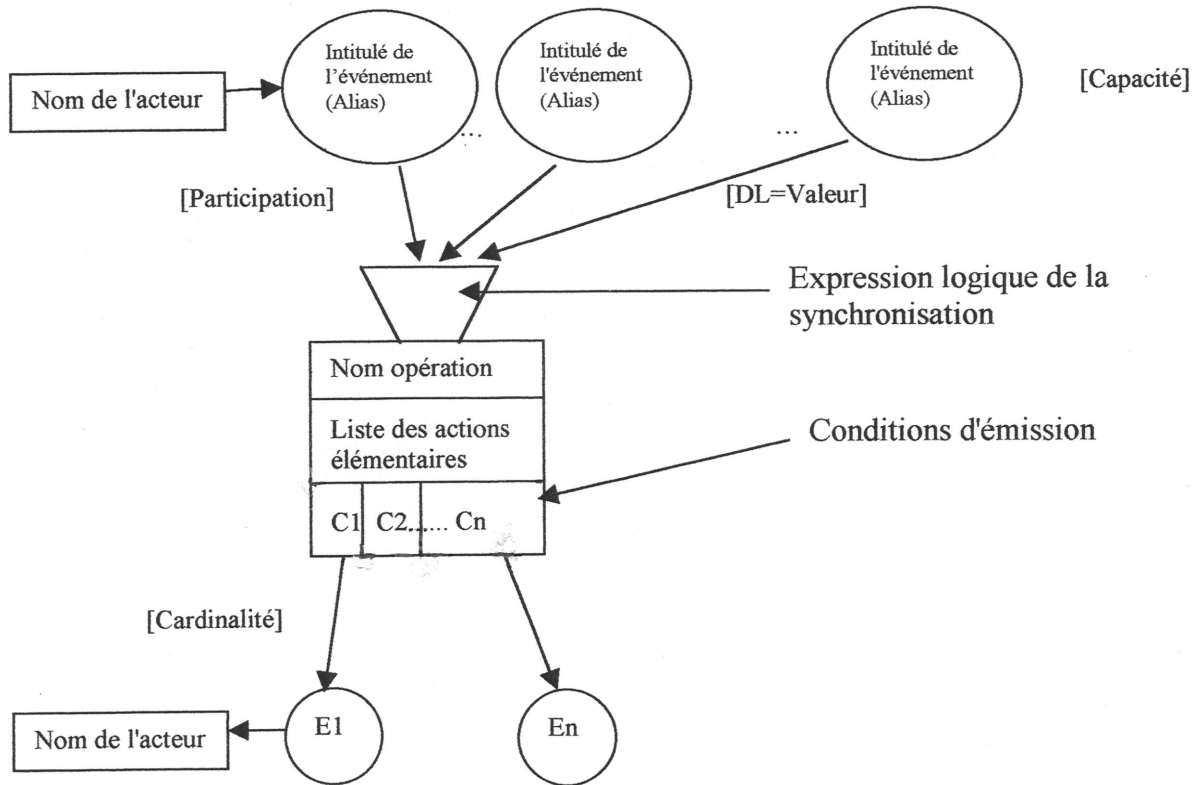 Intitulé de
l’événement
(Alias)
Intitulé de
l'événement
(Alias)
Intitulé de
l'événement
(Alias)
[Capacité]
Nom de l'acteur
...
...
[Participation]
[DL=Valeur]
Expression logique de la
synchronisation
Nom opération
Liste des actions
élémentaires
Conditions d'émission
C1 C2...... Cn
[Cardinalité]
E1
En
Nom de l'acteur